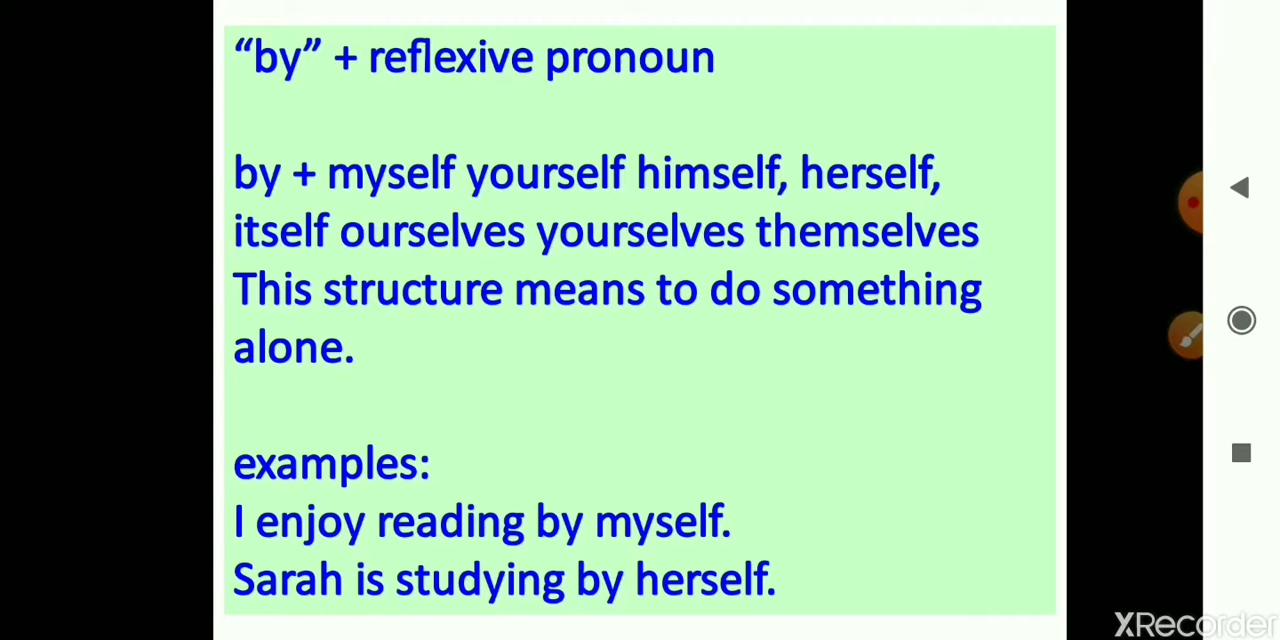 “by” + reflexive pronoun
by + myself yourself himself, herself,
itself ourselves yourselves themselves
This structure means to do something
alone.
examples:
I enjoy reading by myself.
Sarah is studying by herself.
XRecorder